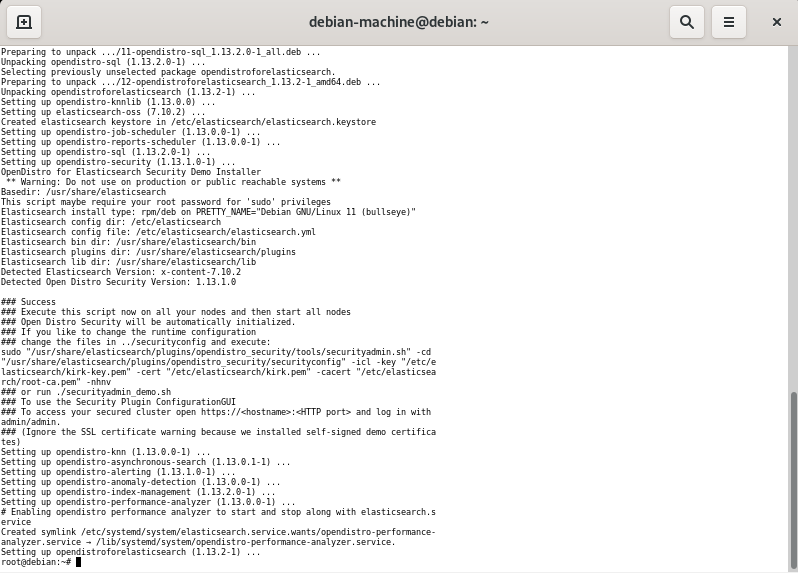 debian-machine@debian: ~
Preparing to unpack .../11-opendistro-sql_1.13.2.0-1_all.deb ...
Unpacking opendistro-sql (1.13.2.0-1) ...
Selecting previously unselected package opendistroforelasticsearch.
Preparing to unpack .../12-opendistroforelasticsearch_1.13.2-1_amd64.deb ...
Unpacking opendistroforelasticsearch (1.13.2-1) ...
Setting up opendistro-knnlib (1.13.0.0) ...
Setting up elasticsearch-oss (7.10.2) ...
Created elasticsearch keystore in /etc/elasticsearch/elasticsearch.keystore
Setting up opendistro-job-scheduler (1.13.0.0-1) ...
Setting up opendistro-reports-scheduler (1.13.0.0-1) ...
Setting up opendistro-sql (1.13.2.0-1) ...
Setting up opendistro-security (1.13.1.0-1) ...
OpenDistro for Elasticsearch Security Demo Installer
 ** Warning: Do not use on production or public reachable systems **
Basedir: /usr/share/elasticsearch
This script maybe require your root password for 'sudo' privileges
Elasticsearch install type: rpm/deb on PRETTY_NAME="Debian GNU/Linux 11 (bullseye)"
Elasticsearch config dir: /etc/elasticsearch
Elasticsearch config file: /etc/elasticsearch/elasticsearch.yml
Elasticsearch bin dir: /usr/share/elasticsearch/bin
Elasticsearch plugins dir: /usr/share/elasticsearch/plugins
Elasticsearch lib dir: /usr/share/elasticsearch/lib
Detected Elasticsearch Version: x-content-7.10.2
Detected Open Distro Security Version: 1.13.1.0
### Success
### Execute this script now on all your nodes and then start all nodes
### Open Distro Security will be automatically initialized.
### If you like to change the runtime configuration
### change the files in ../securityconfig and execute:
sudo "/usr/share/elasticsearch/plugins/opendistro_security/tools/securityadmin.sh" -cd
"/usr/share/elasticsearch/plugins/opendistro_security/securityconfig" -icl -key "/etc/e
lasticsearch/kirk-key.pem" -cert "/etc/elasticsearch/kirk.pem" -cacert "/etc/elasticsea
rch/root-ca.pem" -nhnv
### or run ./securityadmin_demo.sh
### To use the Security Plugin ConfigurationGUI
### To access your secured cluster open https://<hostname>:<HTTP port> and log in with
admin/admin.
### (Ignore the SSL certificate warning because we installed self-signed demo certifica
tes)
Setting up opendistro-knn (1.13.0.0-1) ...
Setting up opendistro-asynchronous-search (1.13.0.1-1) ...
Setting up opendistro-alerting (1.13.1.0-1) ...
Setting up opendistro-anomaly-detection (1.13.0.0-1) ...
Setting up opendistro-index-management (1.13.2.0-1) ...
Setting up opendistro-performance-analyzer (1.13.0.0-1) ...
# Enabling opendistro performance analyzer to start and stop along with elasticsearch.s
ervice
Created symlink /etc/systemd/system/elasticsearch.service.wants/opendistro-performance-
analyzer.service → /lib/systemd/system/opendistro-performance-analyzer.service.
Setting up opendistroforelasticsearch (1.13.2-1) ...
root@debian:~#